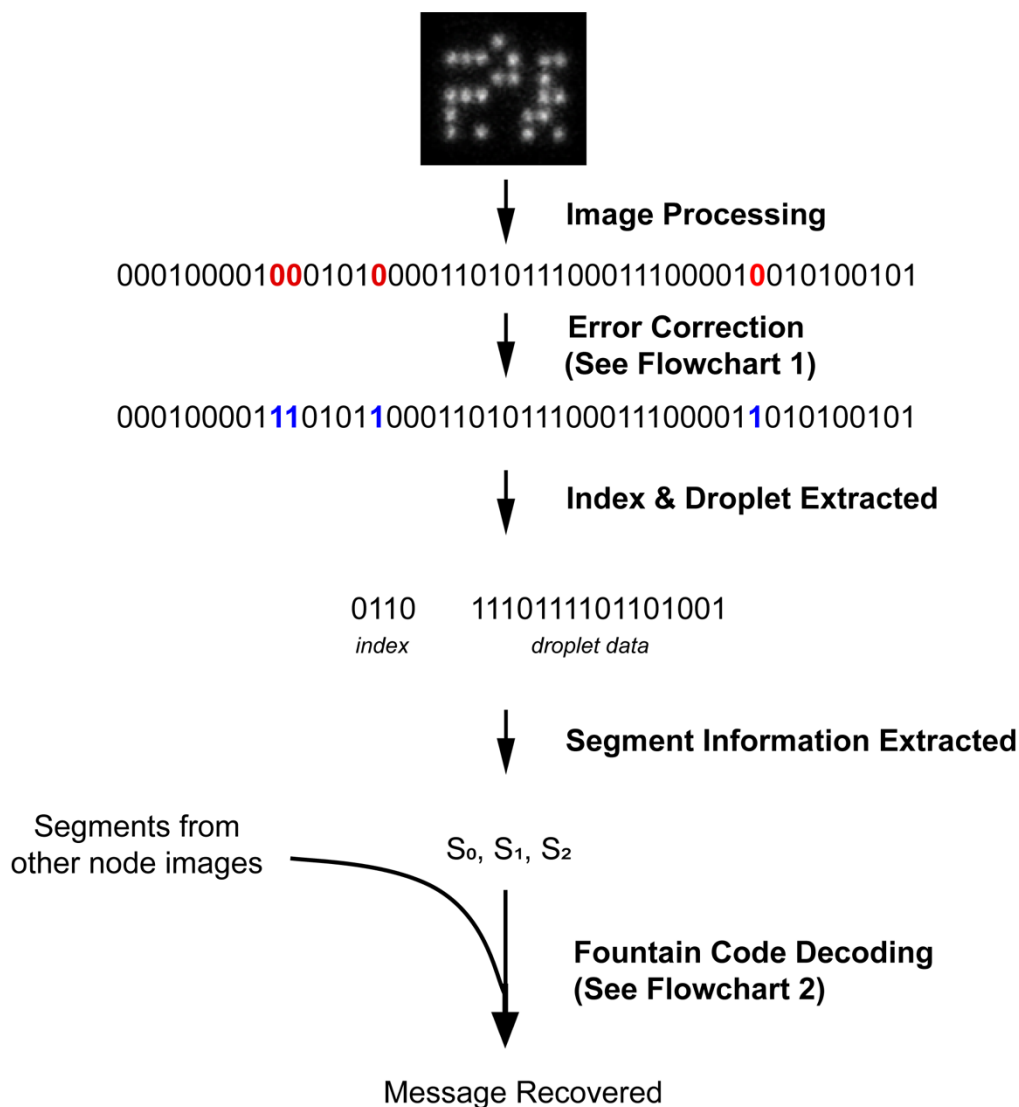 Image Processing
000100001000101000011010111000111000010010100101
Error Correction
(See Flowchart 1)
000100001110101100011010111000111000011010100101
Index & Droplet Extracted
0110 1110111101101001
index droplet data
Segment Information Extracted
Segments from
other node images
S₀, S₁, S₂
Fountain Code Decoding
(See Flowchart 2)
Message Recovered